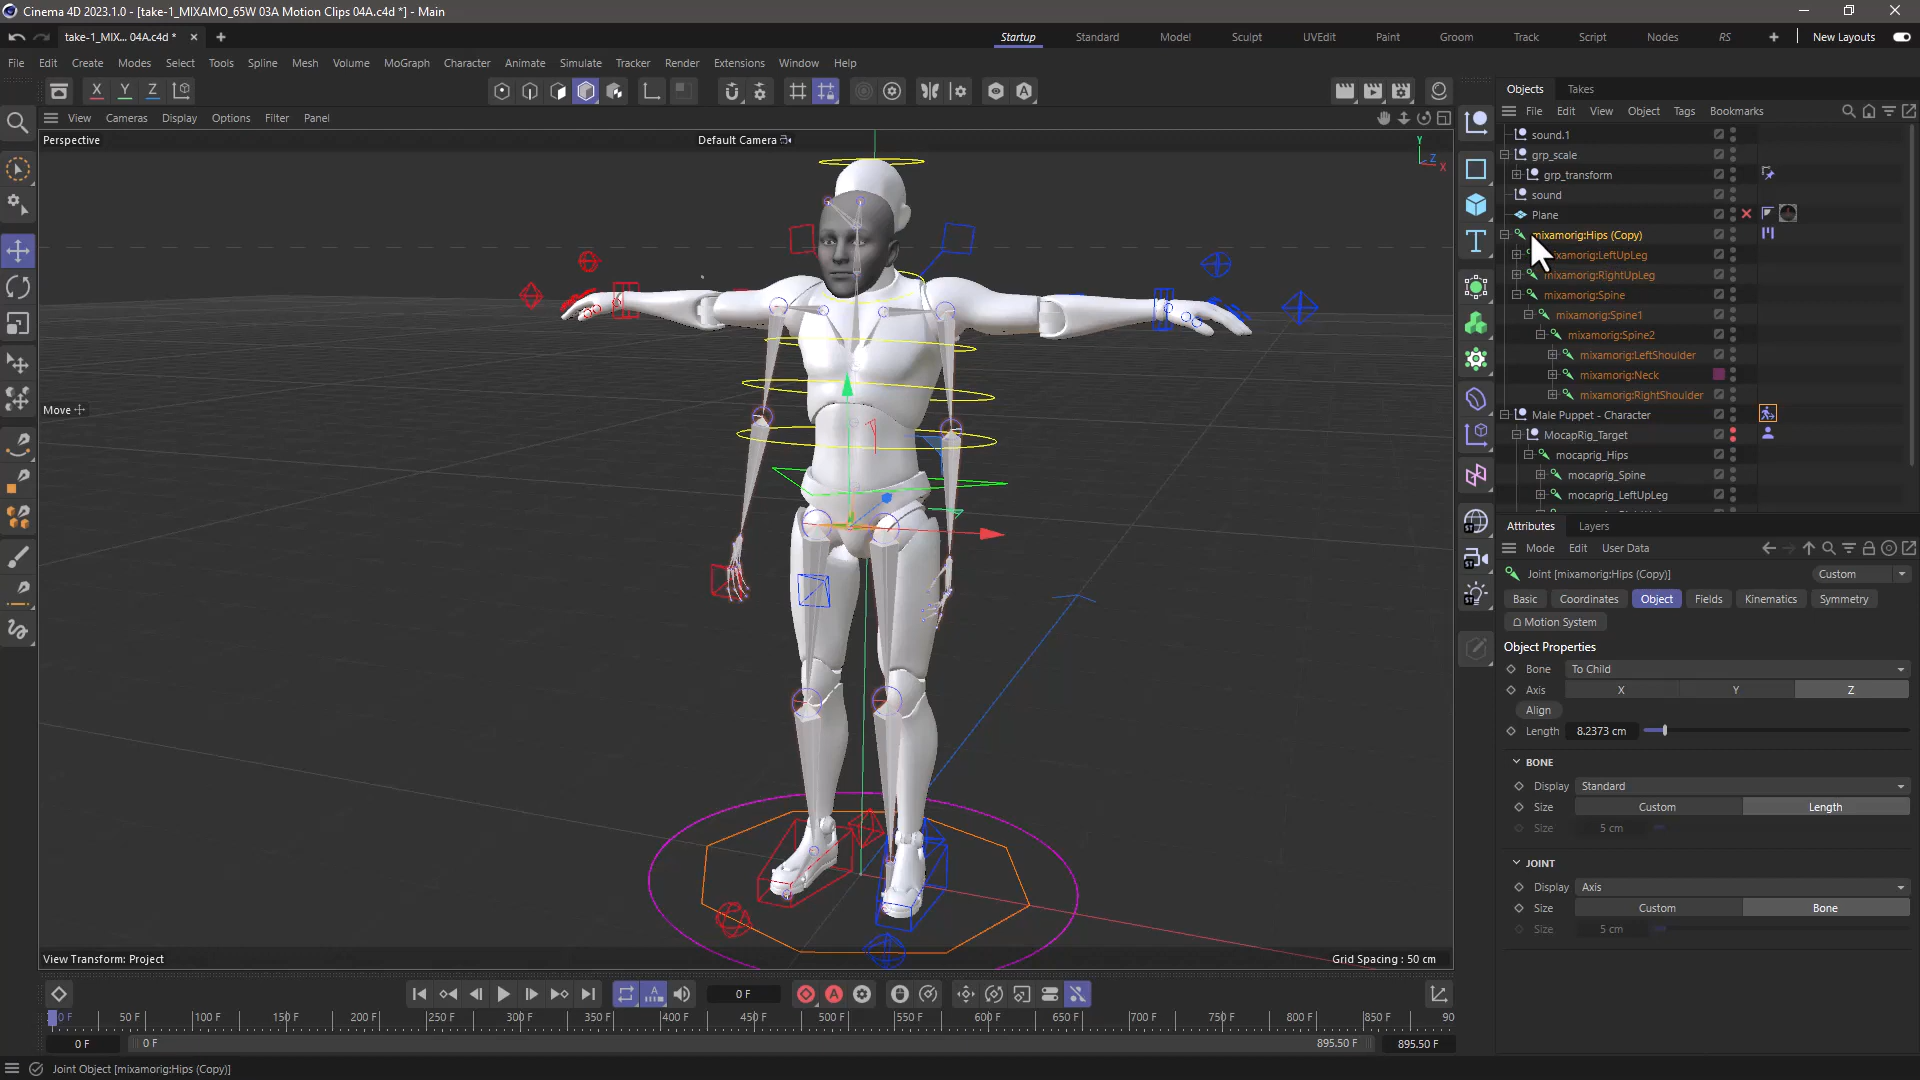 Cinema 4D 2023.1.0 - [take-1_MIXAMO_65W 03A Motion Clips 04A.c4d *] - Main
take-1_MIX... 04A.c4d *
Startup Standard Model Sculpt UVEdit Paint Groom Track Script Nodes RS New Layouts
File Edit Create Modes Select Tools Spline Mesh Volume MoGraph Character Animate Simulate Tracker Render Extensions Window Help
X Y Z
Objects Takes
View Cameras Display Options Filter Panel
File Edit View Object Tags Bookmarks
Perspective
Default Camera
Y
Z
X
sound.1
grp_scale
grp_transform
sound
Plane
mixamorig:Hips (Copy)
mixamorig:LeftUpLeg
mixamorig:RightUpLeg
mixamorig:Spine
mixamorig:Spine1
mixamorig:Spine2
mixamorig:LeftShoulder
mixamorig:Neck
mixamorig:RightShoulder
Male Puppet - Character
MocapRig_Target
mocaprig_Hips
mocaprig_Spine
mocaprig_LeftUpLeg
Move
Attributes Layers
Mode Edit User Data
Joint [mixamorig:Hips (Copy)]
Custom
Basic Coordinates Object Fields Kinematics Symmetry
Motion System
Object Properties
Bone To Child
Axis X Y Z
Align
Length 8.2373 cm
BONE
Display Standard
Size Custom Length
Size 5 cm
JOINT
Display Axis
Size Custom Bone
Size 5 cm
View Transform: Project
Grid Spacing : 50 cm
0 F
0 F 50 F 100 F 150 F 200 F 250 F 300 F 350 F 400 F 450 F 500 F 550 F 600 F 650 F 700 F 750 F 800 F 850 F 90
0 F 0 F 895.50 F 895.50 F
Joint Object [mixamorig:Hips (Copy)]